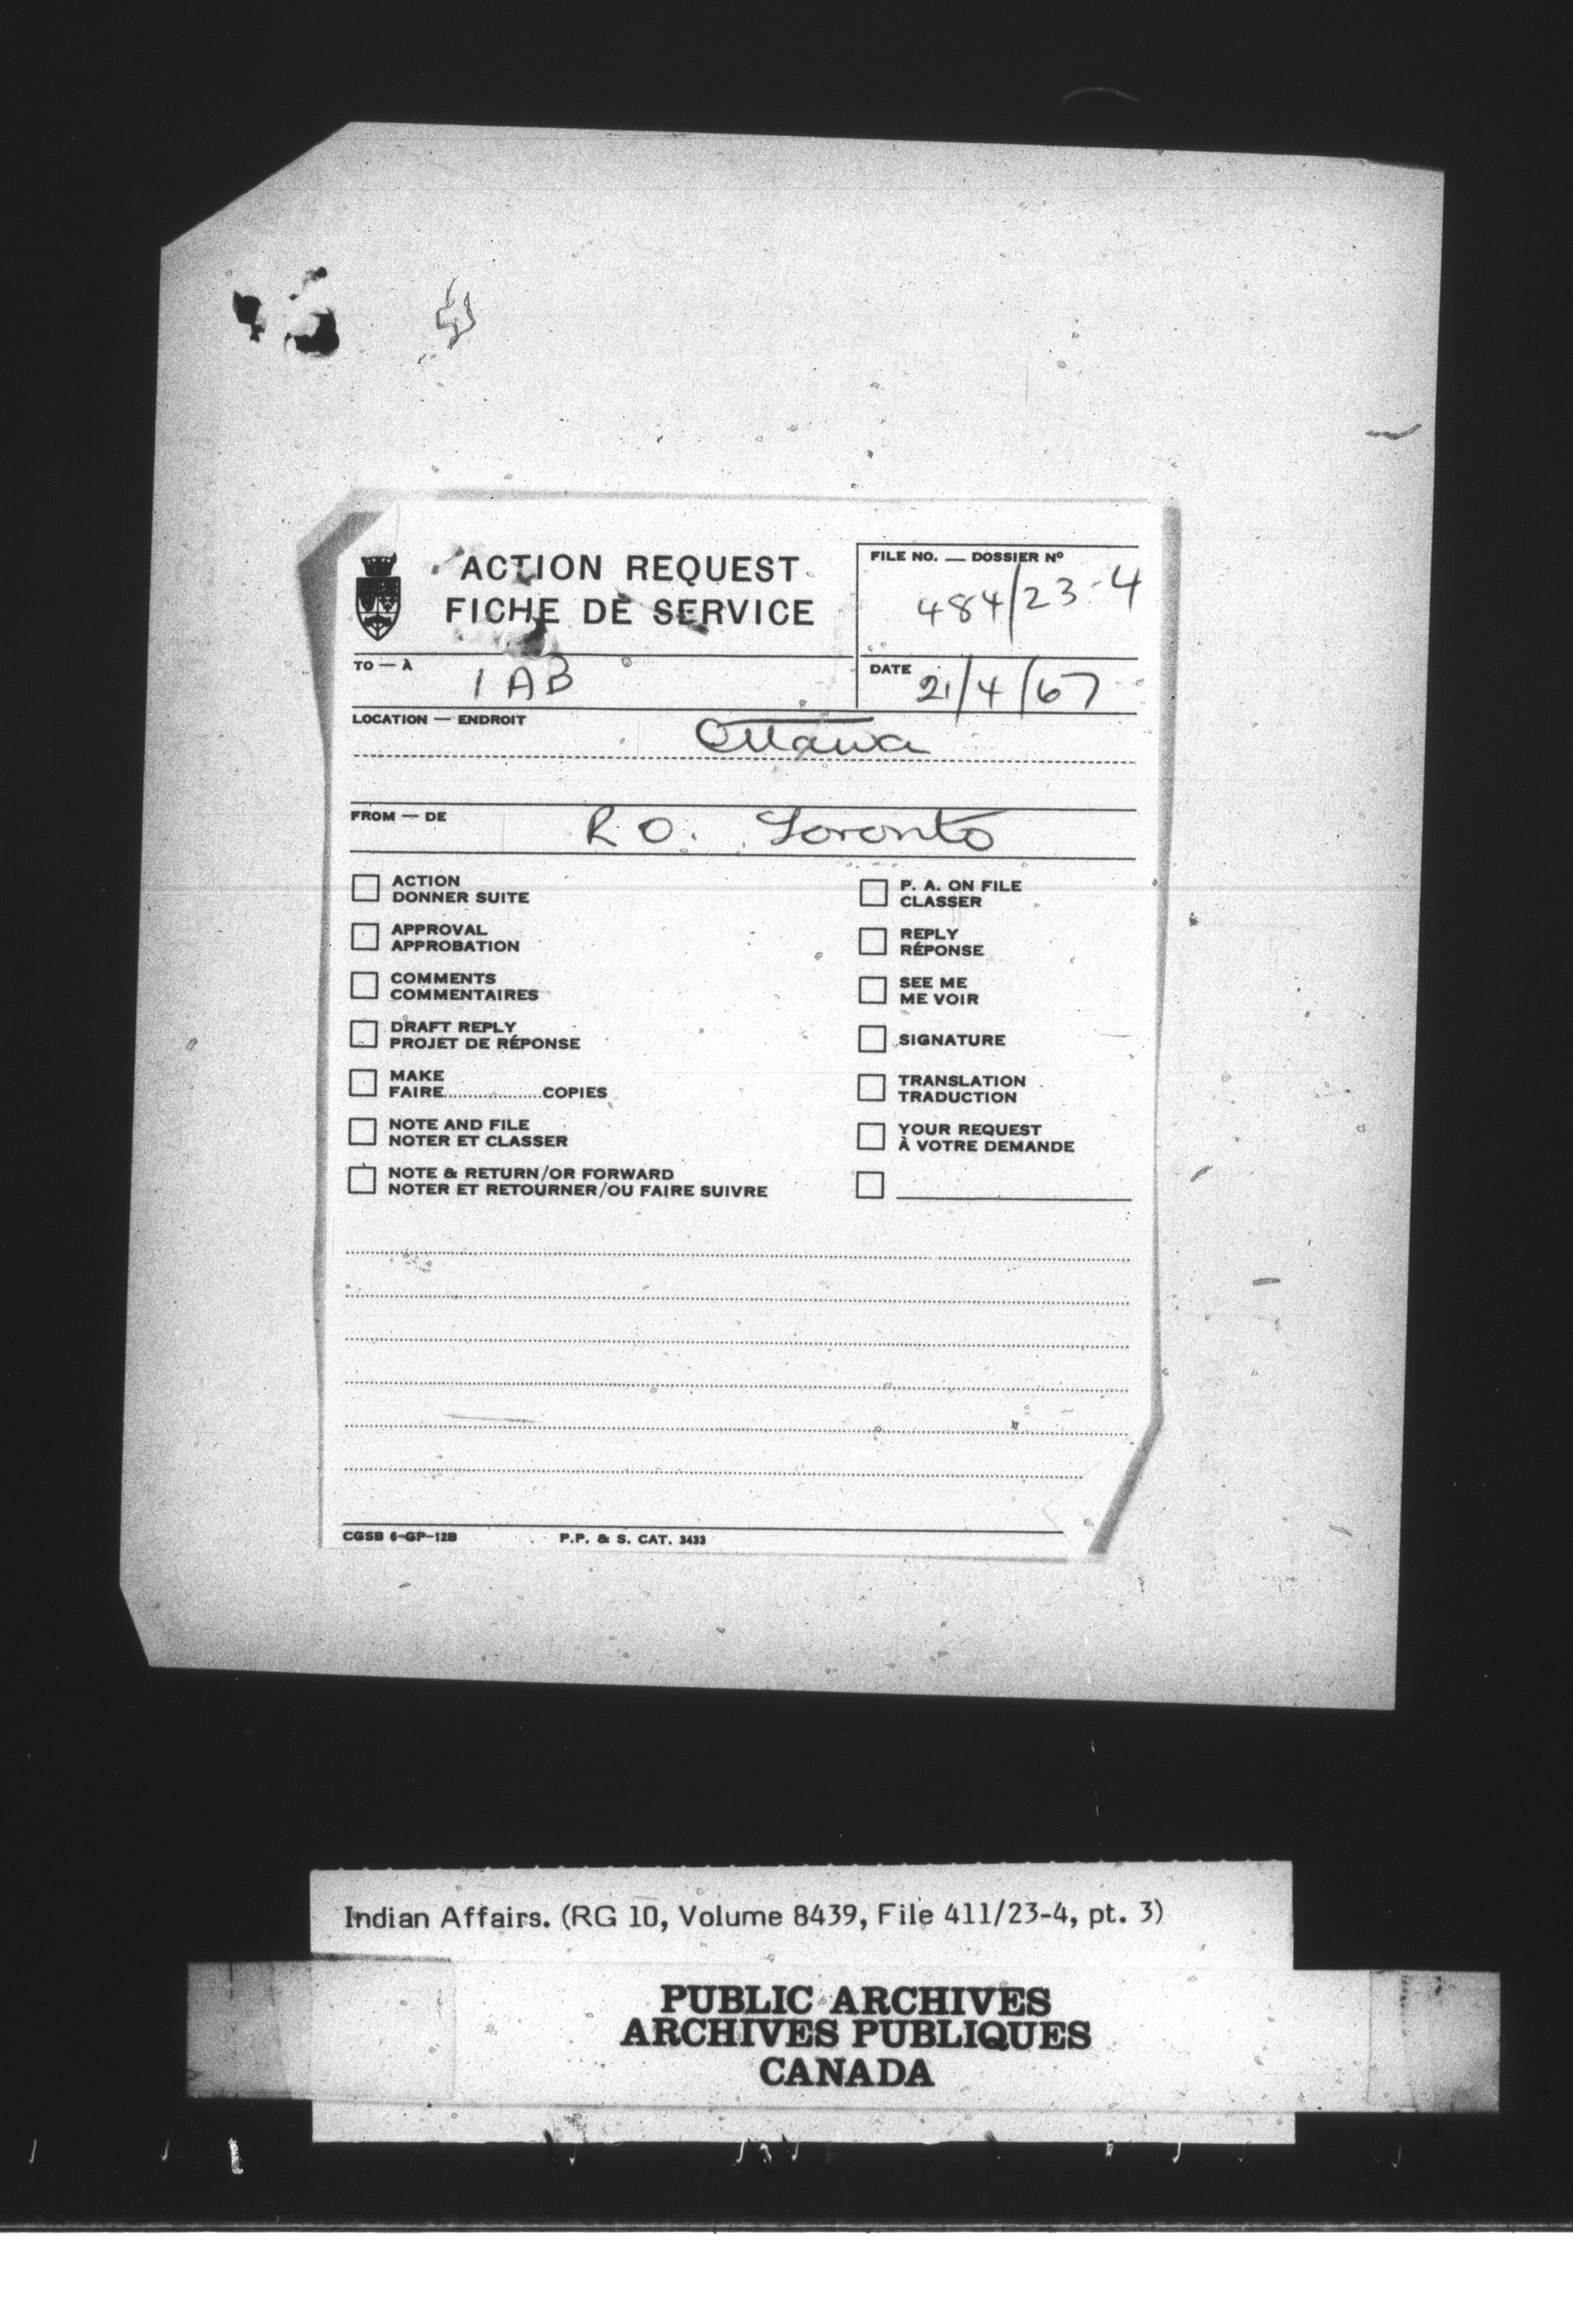 ACTION REQUEST
FICHE DE SERVICE
FILE NO. — DOSSIER Nº
484/23-4
TO — À
IAB
DATE
21/4/67
LOCATION — ENDROIT
Ottawa
FROM — DE
R.O. Toronto
ACTION
DONNER SUITE
APPROVAL
APPROBATION
COMMENTS
COMMENTAIRES
DRAFT REPLY
PROJET DE RÉPONSE
MAKE
FAIRE....................COPIES
NOTE AND FILE
NOTER ET CLASSER
NOTE & RETURN/OR FORWARD
NOTER ET RETOURNER/OU FAIRE SUIVRE
P. A. ON FILE
CLASSER
REPLY
RÉPONSE
SEE ME
ME VOIR
SIGNATURE
TRANSLATION
TRADUCTION
YOUR REQUEST
À VOTRE DEMANDE
CGSB 6-GP-12B
P.P. & S. CAT. 3433
Indian Affairs. (RG 10, Volume 8439, File 411/23-4, pt. 3)
PUBLIC ARCHIVES
ARCHIVES PUBLIQUES
CANADA